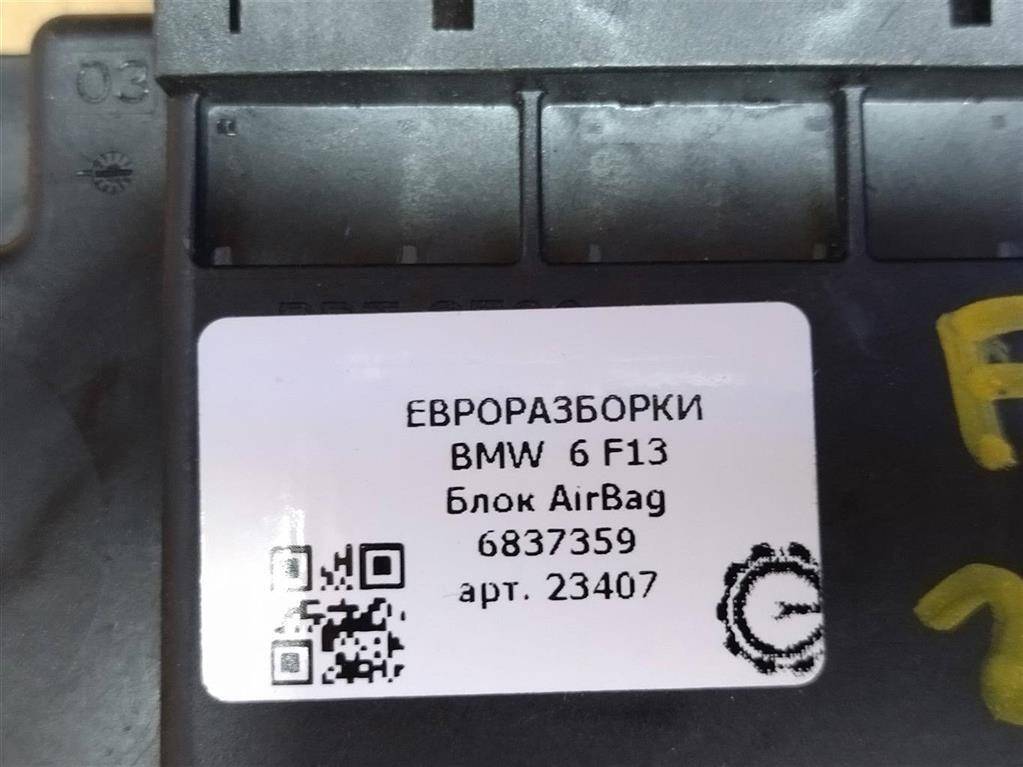 03
ЕВРОРАЗБОРКИ
BMW 6 F13
Блок AirBag
6837359
арт. 23407